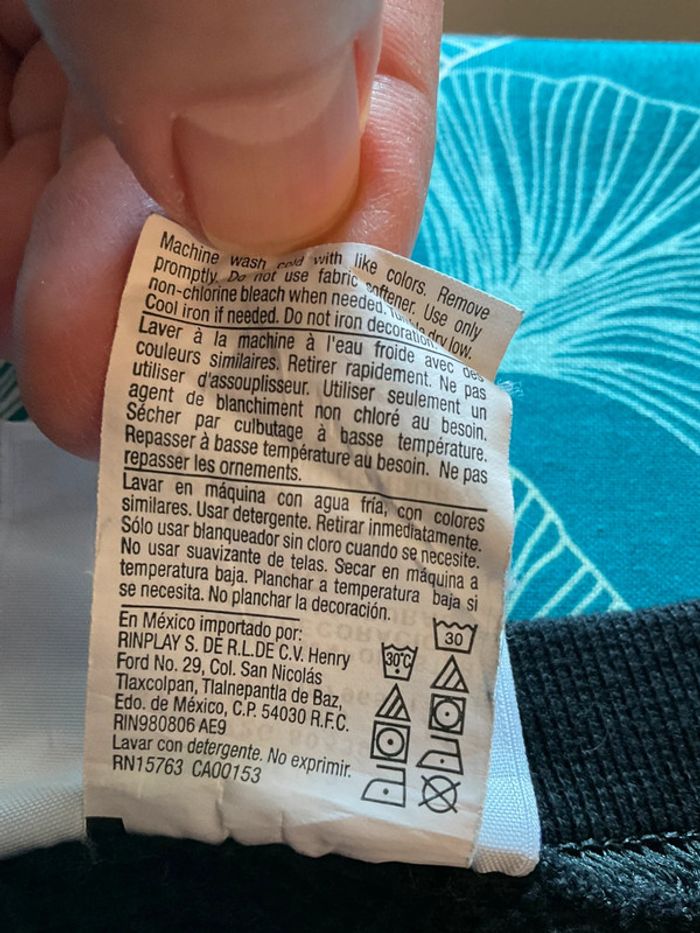 Machine wash cold with like colors. Remove
promptly. Do not use fabric softener. Use only
non-chlorine bleach when needed. Tumble dry low.
Cool iron if needed. Do not iron decoration.
Laver à la machine à l'eau froide avec des
couleurs similaires. Retirer rapidement. Ne pas
utiliser d'assouplisseur. Utiliser seulement un
agent de blanchiment non chloré au besoin.
Sécher par culbutage à basse température.
Repasser à basse température au besoin. Ne pas
repasser les ornements.
Lavar en máquina con agua fría, con colores
similares. Usar detergente. Retirar inmediatamente.
Sólo usar blanqueador sin cloro cuando se necesite.
No usar suavizante de telas. Secar en máquina a
temperatura baja. Planchar a temperatura baja si
se necesita. No planchar la decoración.
En México importado por:
RINPLAY S. DE R.L.DE C.V. Henry
Ford No. 29, Col. San Nicolás
Tlaxcolpan, Tlalnepantla de Baz,
Edo. de México, C.P. 54030 R.F.C.
RIN980806 AE9
Lavar con detergente. No exprimir.
RN15763 CA00153
30°C
30